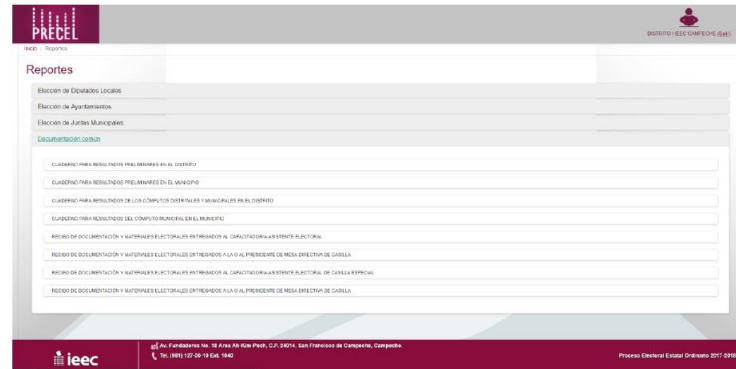 PRECEL
DISTRITO I IEEC CAMPECHE (Salir)
Inicio / Reportes
Reportes
Elección de Diputados Locales
Elección de Ayuntamientos
Elección de Juntas Municipales
Documentación común
CUADERNO PARA RESULTADOS PRELIMINARES EN EL DISTRITO
CUADERNO PARA RESULTADOS PRELIMINARES EN EL MUNICIPIO
CUADERNO PARA RESULTADOS DE LOS CÓMPUTOS DISTRITALES Y MUNICIPALES EN EL DISTRITO
CUADERNO PARA RESULTADOS DEL CÓMPUTO MUNICIPAL EN EL MUNICIPIO
RECIBO DE DOCUMENTACIÓN Y MATERIALES ELECTORALES ENTREGADOS AL CAPACITADOR/A-ASISTENTE ELECTORAL
RECIBO DE DOCUMENTACIÓN Y MATERIALES ELECTORALES ENTREGADOS A LA O AL PRESIDENTE DE MESA DIRECTIVA DE CASILLA
RECIBO DE DOCUMENTACIÓN Y MATERIALES ELECTORALES ENTREGADOS AL CAPACITADOR/A-ASISTENTE ELECTORAL DE CASILLA ESPECIAL
RECIBO DE DOCUMENTACIÓN Y MATERIALES ELECTORALES ENTREGADOS A LA O AL PRESIDENTE DE MESA DIRECTIVA DE CASILLA
ieec
Av. Fundadores No. 18 Area Ah Kim Pech, C.P. 24014. San Francisco de Campeche, Campeche.
Tel. (981) 127-30-10 Ext. 1040
Proceso Electoral Estatal Ordinario 2017-2018